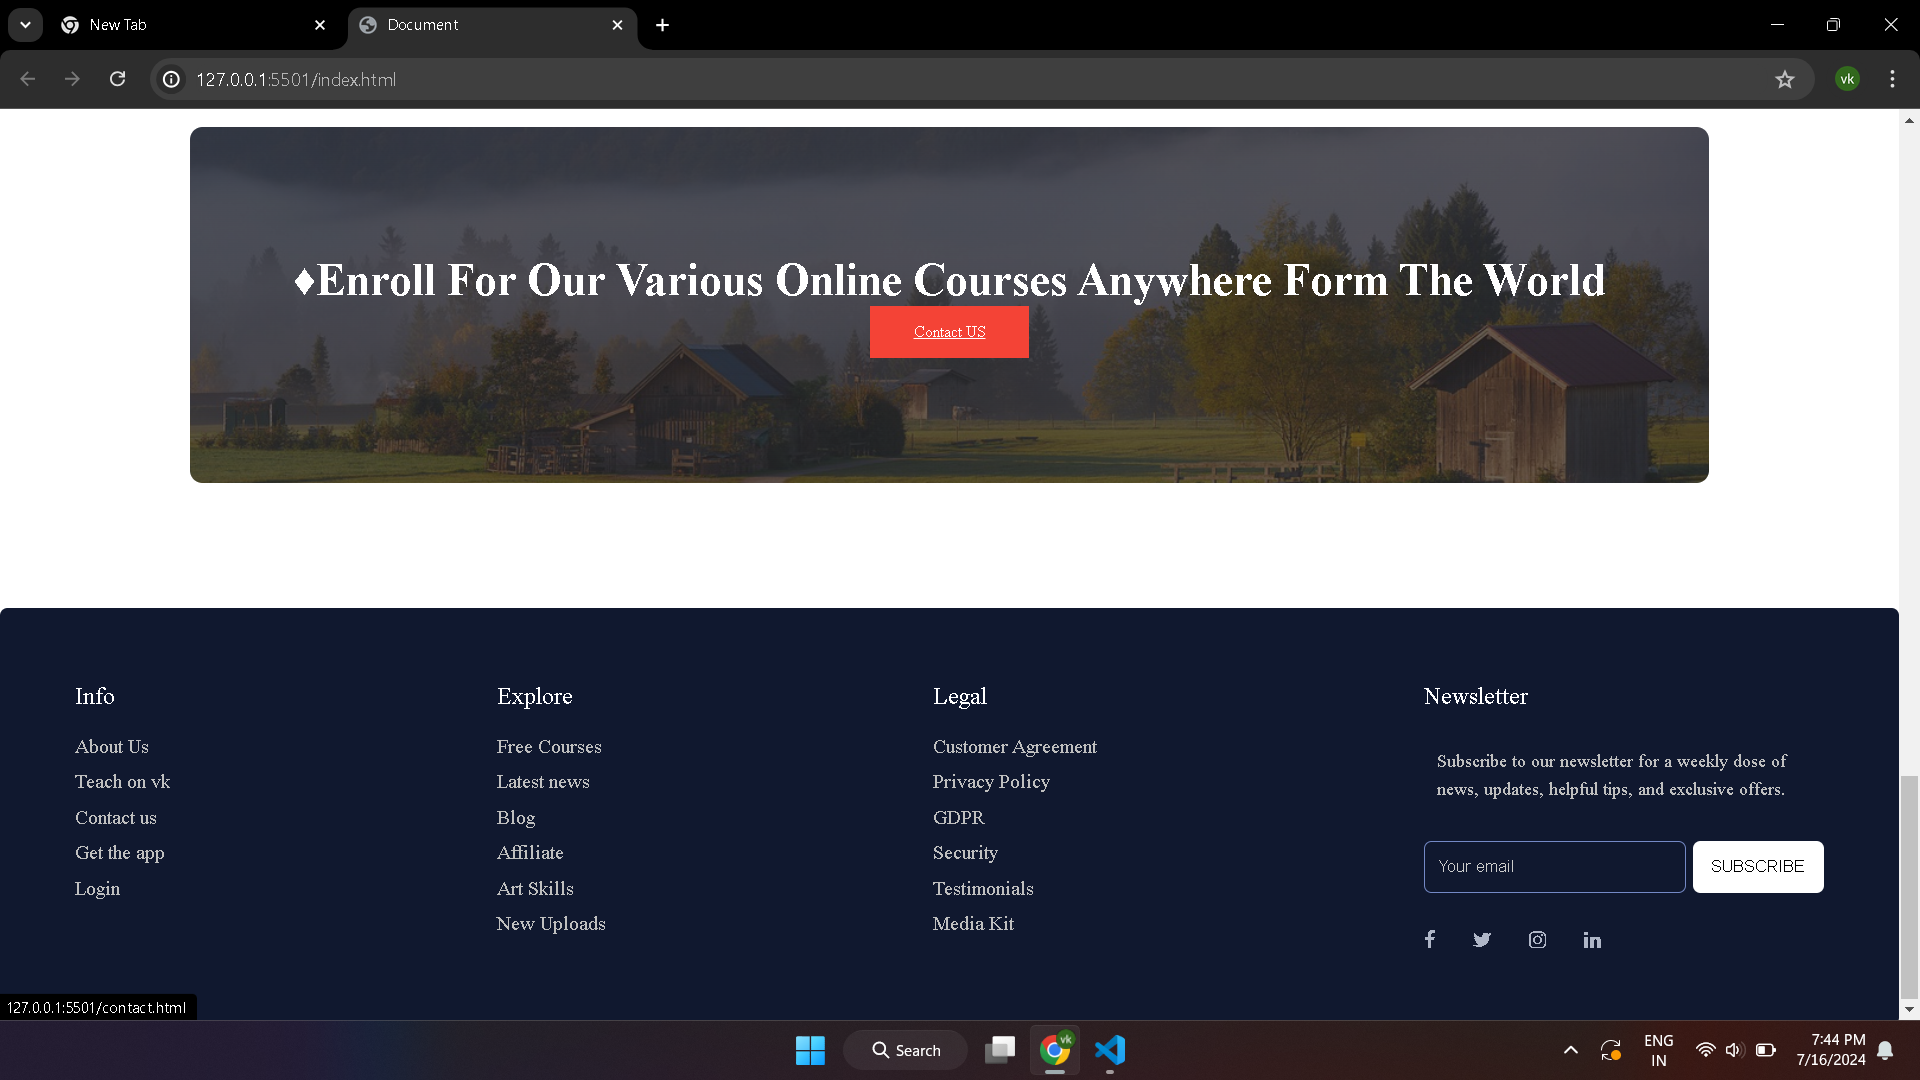 New Tab
Document
127.0.0.1:5501/index.html
vk
♦Enroll For Our Various Online Courses Anywhere Form The World
Contact US
Info
About Us
Teach on vk
Contact us
Get the app
Login
Explore
Free Courses
Latest news
Blog
Affiliate
Art Skills
New Uploads
Legal
Customer Agreement
Privacy Policy
GDPR
Security
Testimonials
Media Kit
Newsletter
Subscribe to our newsletter for a weekly dose of
news, updates, helpful tips, and exclusive offers.
Your email
SUBSCRIBE
127.0.0.1:5501/contact.html
Search
vk
ENG
IN
7:44 PM
7/16/2024